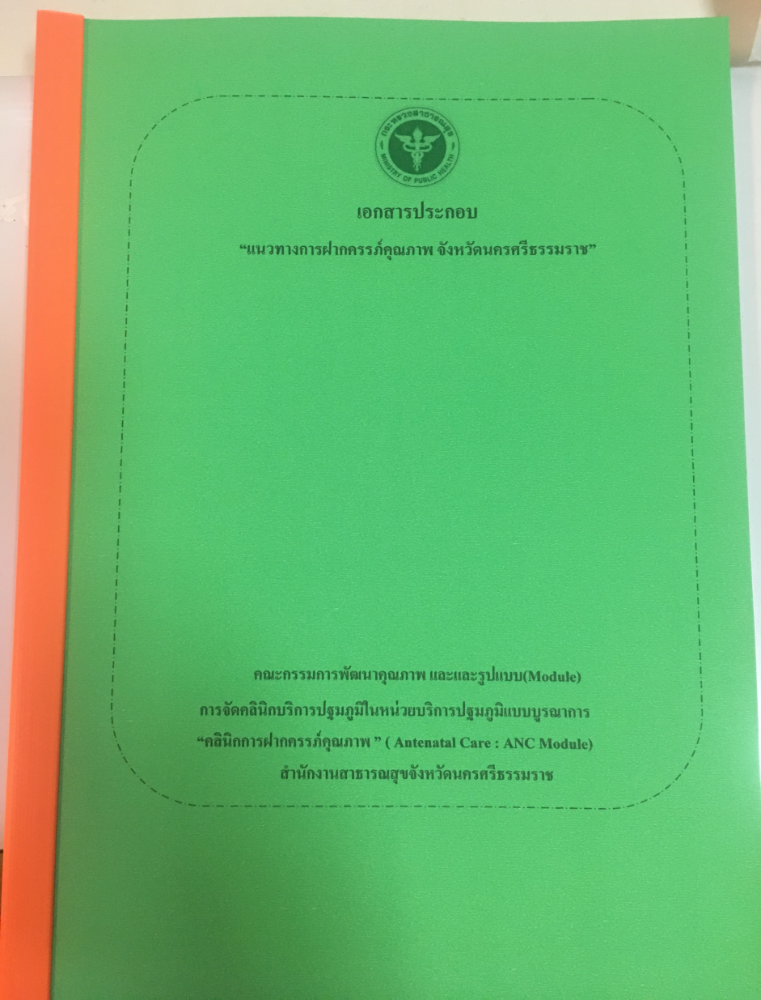 กระทรวงสาธารณสุข
MINISTRY OF PUBLIC HEALTH
เอกสารประกอบ
“แนวทางการฝากครรภ์คุณภาพ จังหวัดนครศรีธรรมราช”
คณะกรรมการพัฒนาคุณภาพ และและรูปแบบ(Module)
การจัดคลินิกบริการปฐมภูมิในหน่วยบริการปฐมภูมิแบบบูรณาการ
“คลินิกการฝากครรภ์คุณภาพ ” ( Antenatal Care : ANC Module)
สำนักงานสาธารณสุขจังหวัดนครศรีธรรมราช